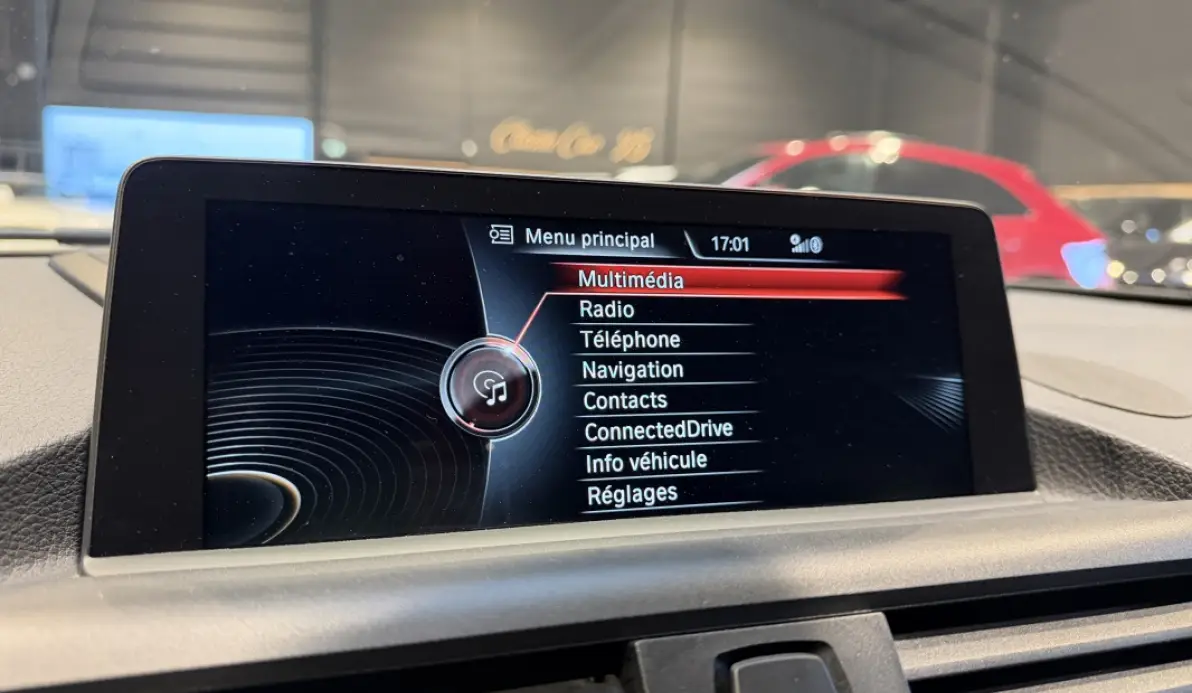 Menu principal 17:01
Multimédia
Radio
Téléphone
Navigation
Contacts
ConnectedDrive
Info véhicule
Réglages